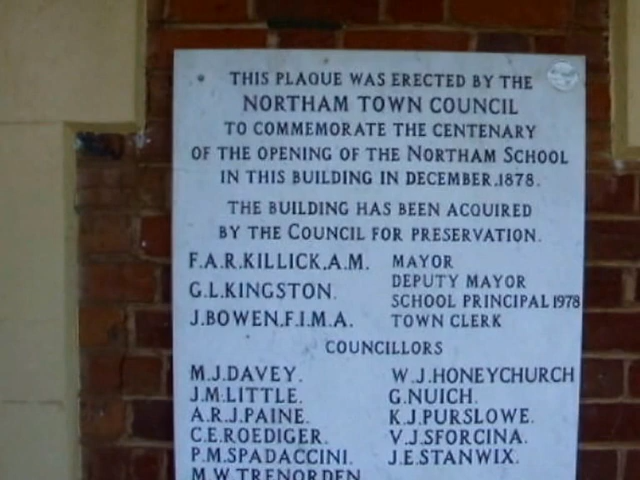 THIS PLAQUE WAS ERECTED BY THE
NORTHAM TOWN COUNCIL
TO COMMEMORATE THE CENTENARY
OF THE OPENING OF THE NORTHAM SCHOOL
IN THIS BUILDING IN DECEMBER.1878.
THE BUILDING HAS BEEN ACQUIRED
BY THE COUNCIL FOR PRESERVATION.
F.A.R.KILLICK.A.M. MAYOR
G.L.KINGSTON. DEPUTY MAYOR
SCHOOL PRINCIPAL 1978
J.BOWEN.F.I.M.A. TOWN CLERK
COUNCILLORS
M.J.DAVEY. W.J.HONEYCHURCH
J.M.LITTLE. G.NUICH.
A.R.J.PAINE. K.J.PURSLOWE.
C.E.ROEDIGER. V.J.SFORCINA.
P.M.SPADACCINI. J.E.STANWIX.
M.W.TRENORDEN